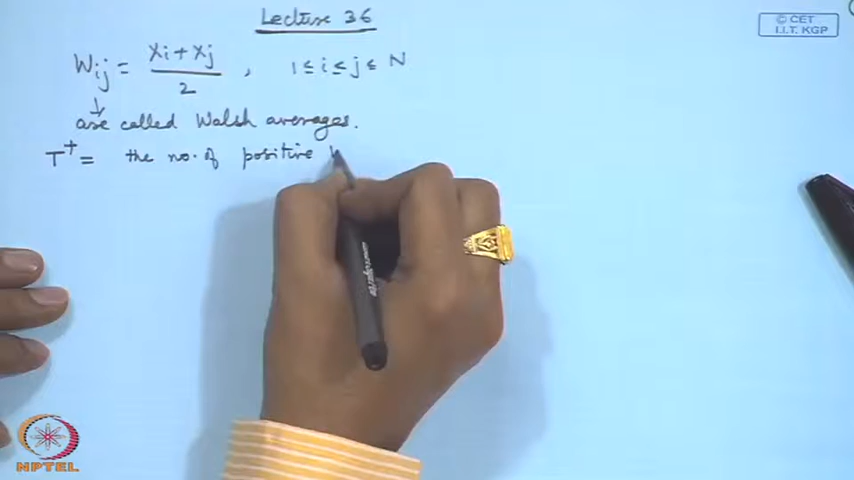 Lecture 36
© CET
I.I.T. KGP
Wij = Xi + Xj / 2 , 1 ≤ i ≤ j ≤ N
are called Walsh averages.
T+ = the no. of positive
NPTEL